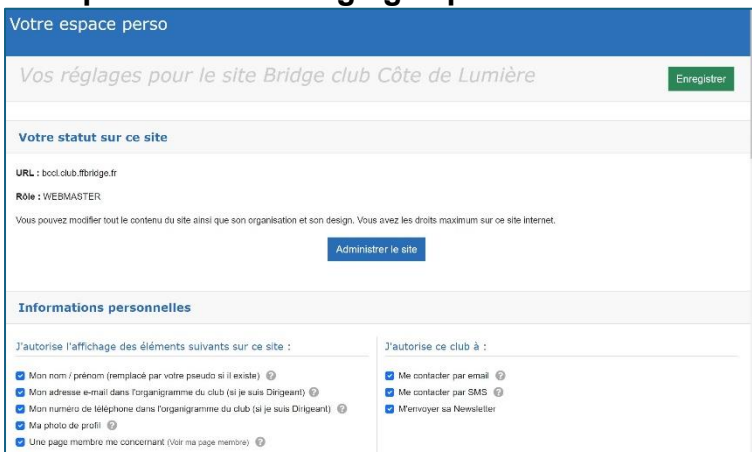 Votre espace perso
Vos réglages pour le site Bridge club Côte de Lumière
Enregistrer
Votre statut sur ce site
URL : bccl.club.ffbridge.fr
Rôle : WEBMASTER
Vous pouvez modifier tout le contenu du site ainsi que son organisation et son design. Vous avez les droits maximum sur ce site internet.
Administrer le site
Informations personnelles
J'autorise l'affichage des éléments suivants sur ce site :
Mon nom / prénom (remplacé par votre pseudo si il existe)
Mon adresse e-mail dans l'organigramme du club (si je suis Dirigeant)
Mon numéro de téléphone dans l'organigramme du club (si je suis Dirigeant)
Ma photo de profil
Une page membre me concernant (Voir ma page membre)
J'autorise ce club à :
Me contacter par email
Me contacter par SMS
M'envoyer sa Newsletter